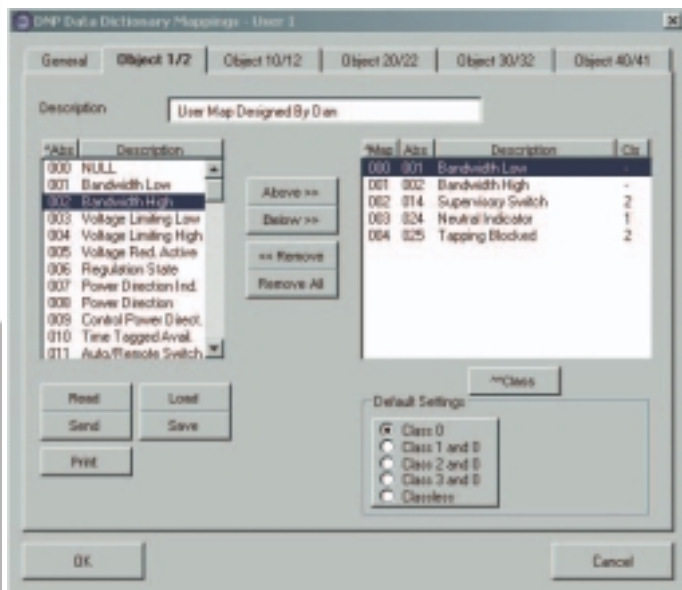 DNP Data Dictionary Mappings - User 1
General Object 1/2 Object 10/12 Object 20/22 Object 30/32 Object 40/41
Description User Map Designed By Dan
*Abs Description
000 NULL
001 Bandwidth Low
002 Bandwidth High
003 Voltage Limiting Low
004 Voltage Limiting High
005 Voltage Red. Active
006 Regulation State
007 Power Direction Ind.
008 Power Direction
009 Control Power Direct.
010 Time Tagged Avail.
011 Auto/Remote Switch
Above >>
Below >>
<< Remove
Remove All
*Map Abs Description Cls
000 001 Bandwidth Low -
001 002 Bandwidth High -
002 014 Supervisory Switch 2
003 024 Neutral Indicator 1
004 025 Tapping Blocked 2
^^Class
Read Load
Send Save
Print
Default Settings
Class 0
Class 1 and 0
Class 2 and 0
Class 3 and 0
Classless
OK Cancel